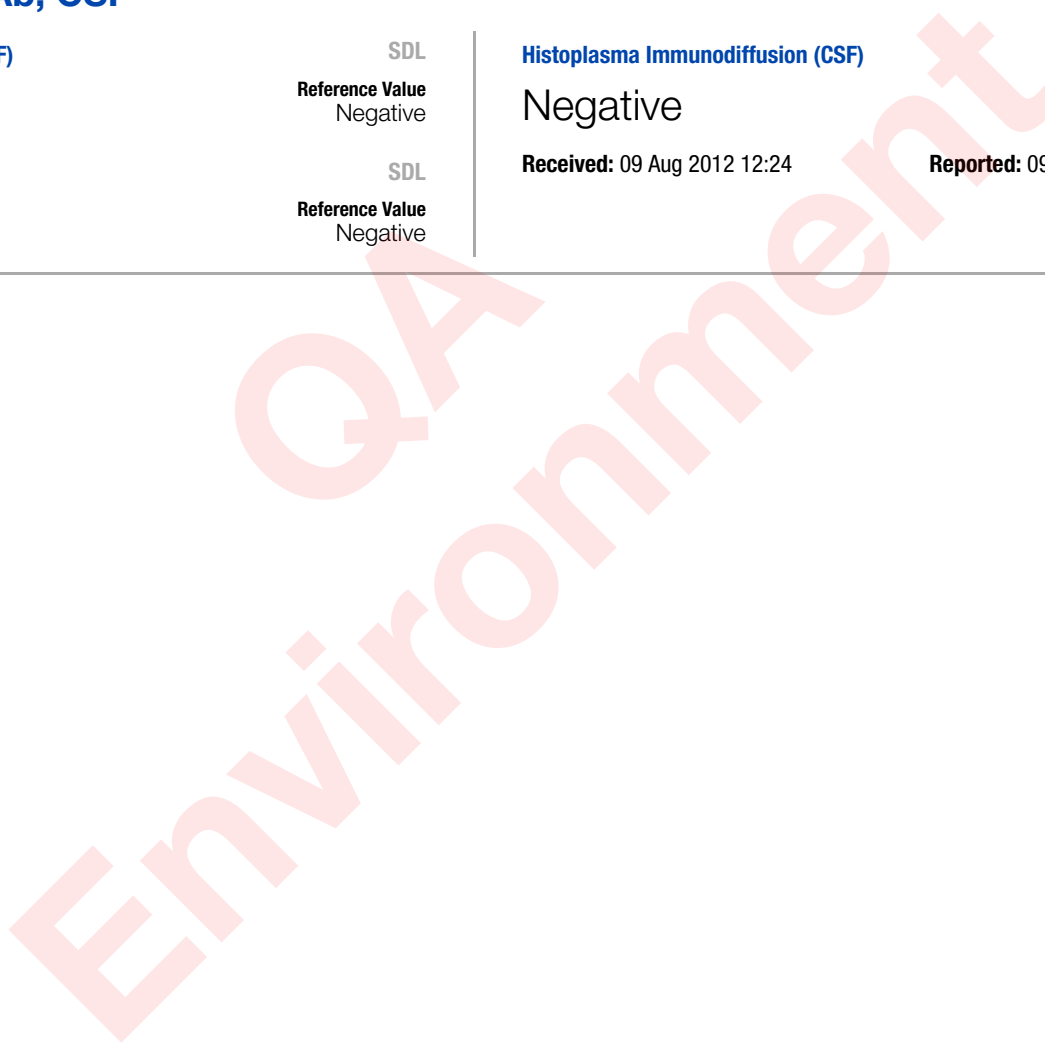 Ab, CSF
F)
SDL
Reference Value
Negative
SDL
Reference Value
Negative
Histoplasma Immunodiffusion (CSF)
Negative
Received: 09 Aug 2012 12:24
Reported: 09
QA
Environment